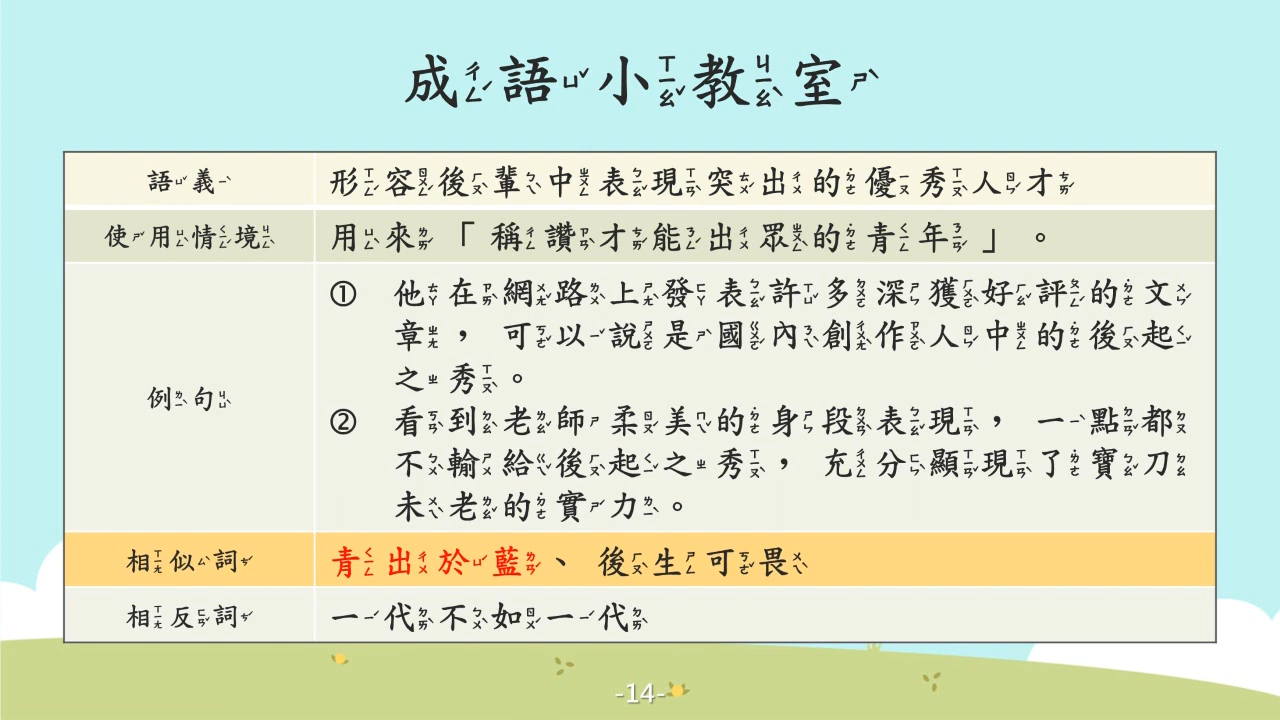 成語小教室
語義
形容後輩中表現突出的優秀人才
使用情境
用來「稱讚才能出眾的青年」。
例句
① 他在網路上發表許多深獲好評的文
章，可以說是國內創作人中的後起
之秀。
② 看到老師柔美的身段表現，一點都
不輸給後起之秀，充分顯現了寶刀
未老的實力。
相似詞
青出於藍、後生可畏
相反詞
一代不如一代
-14-